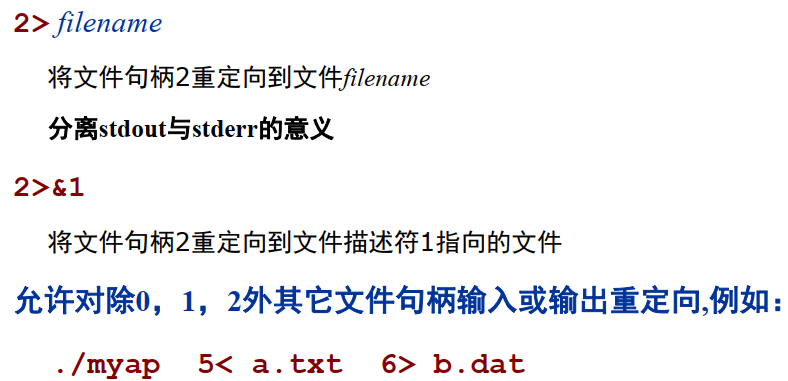 2> filename
将文件句柄2重定向到文件filename
分离stdout与stderr的意义
2>&1
将文件句柄2重定向到文件描述符1指向的文件
允许对除0，1，2外其它文件句柄输入或输出重定向,例如：
./myap 5< a.txt 6> b.dat